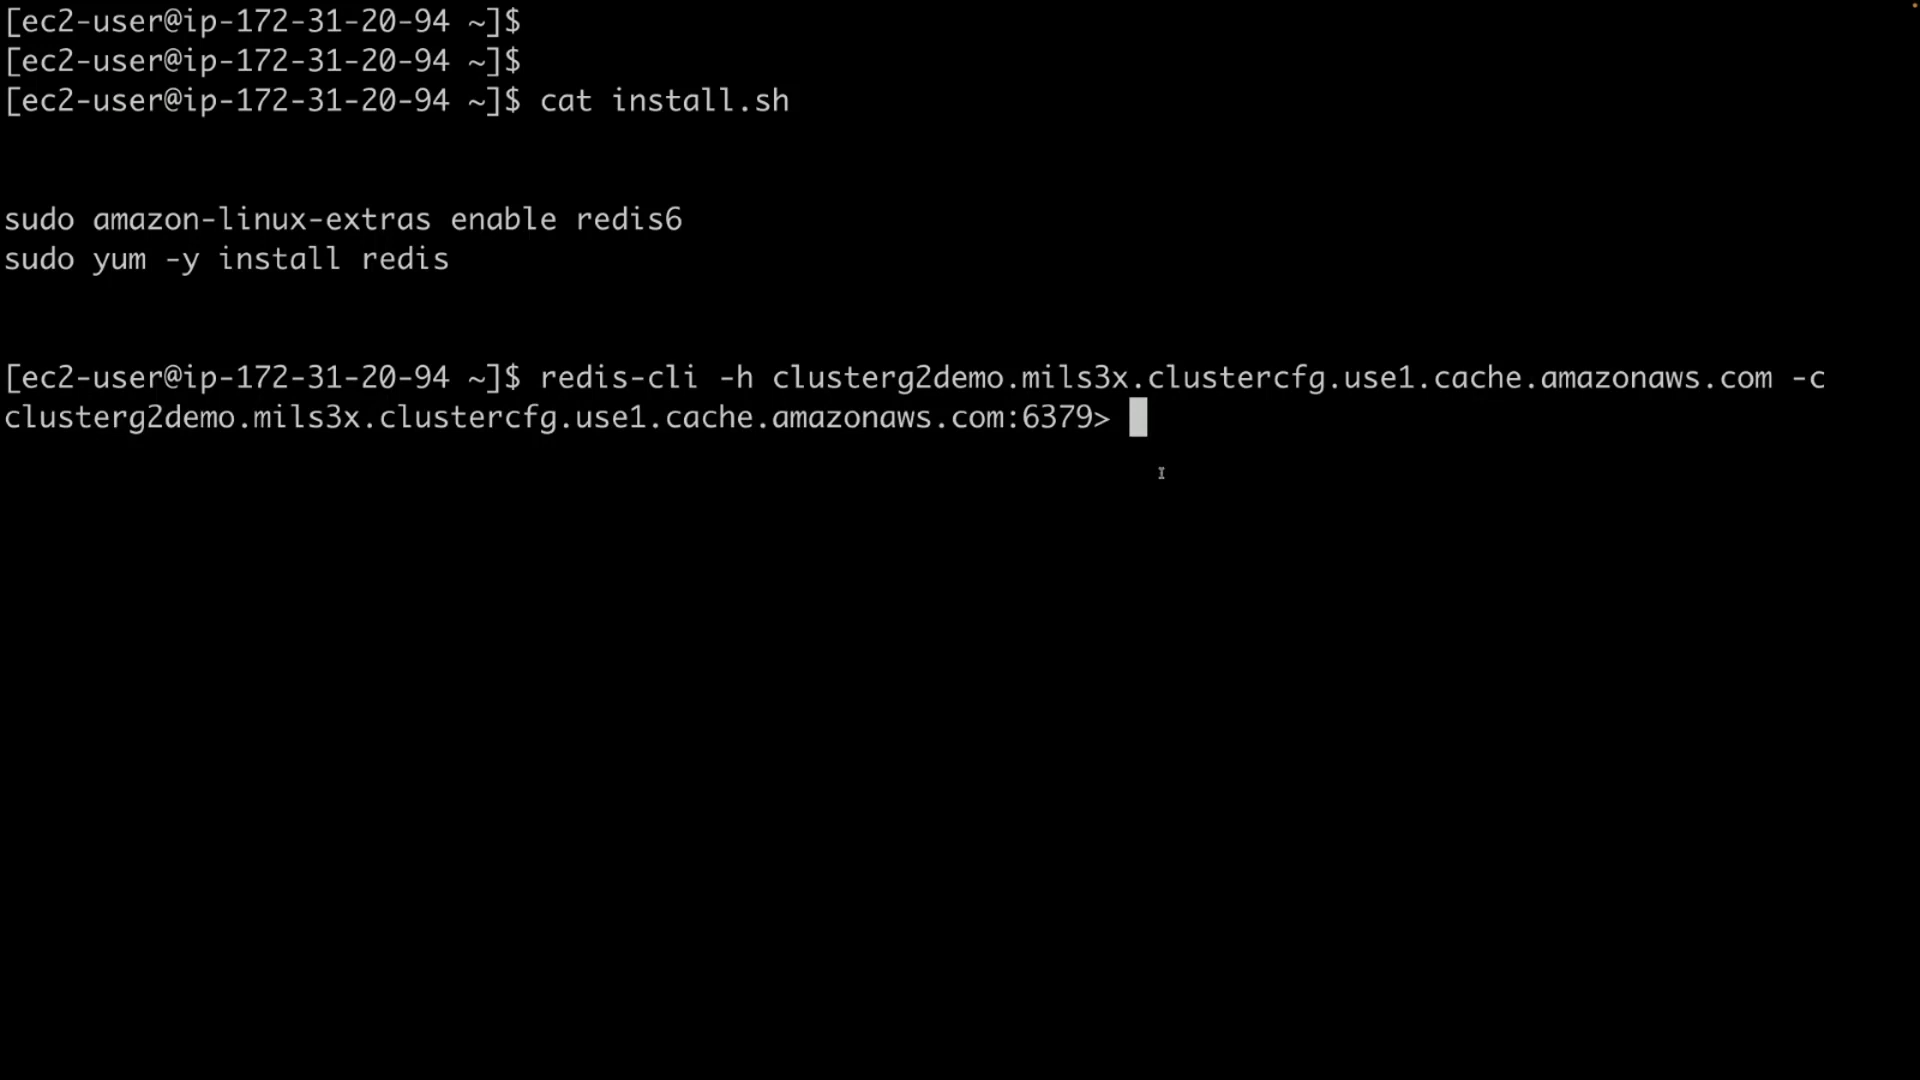 [ec2-user@ip-172-31-20-94 ~]$
[ec2-user@ip-172-31-20-94 ~]$
[ec2-user@ip-172-31-20-94 ~]$ cat install.sh
sudo amazon-linux-extras enable redis6
sudo yum -y install redis
[ec2-user@ip-172-31-20-94 ~]$ redis-cli -h clusterg2demo.mils3x.clustercfg.use1.cache.amazonaws.com -c
clusterg2demo.mils3x.clustercfg.use1.cache.amazonaws.com:6379>